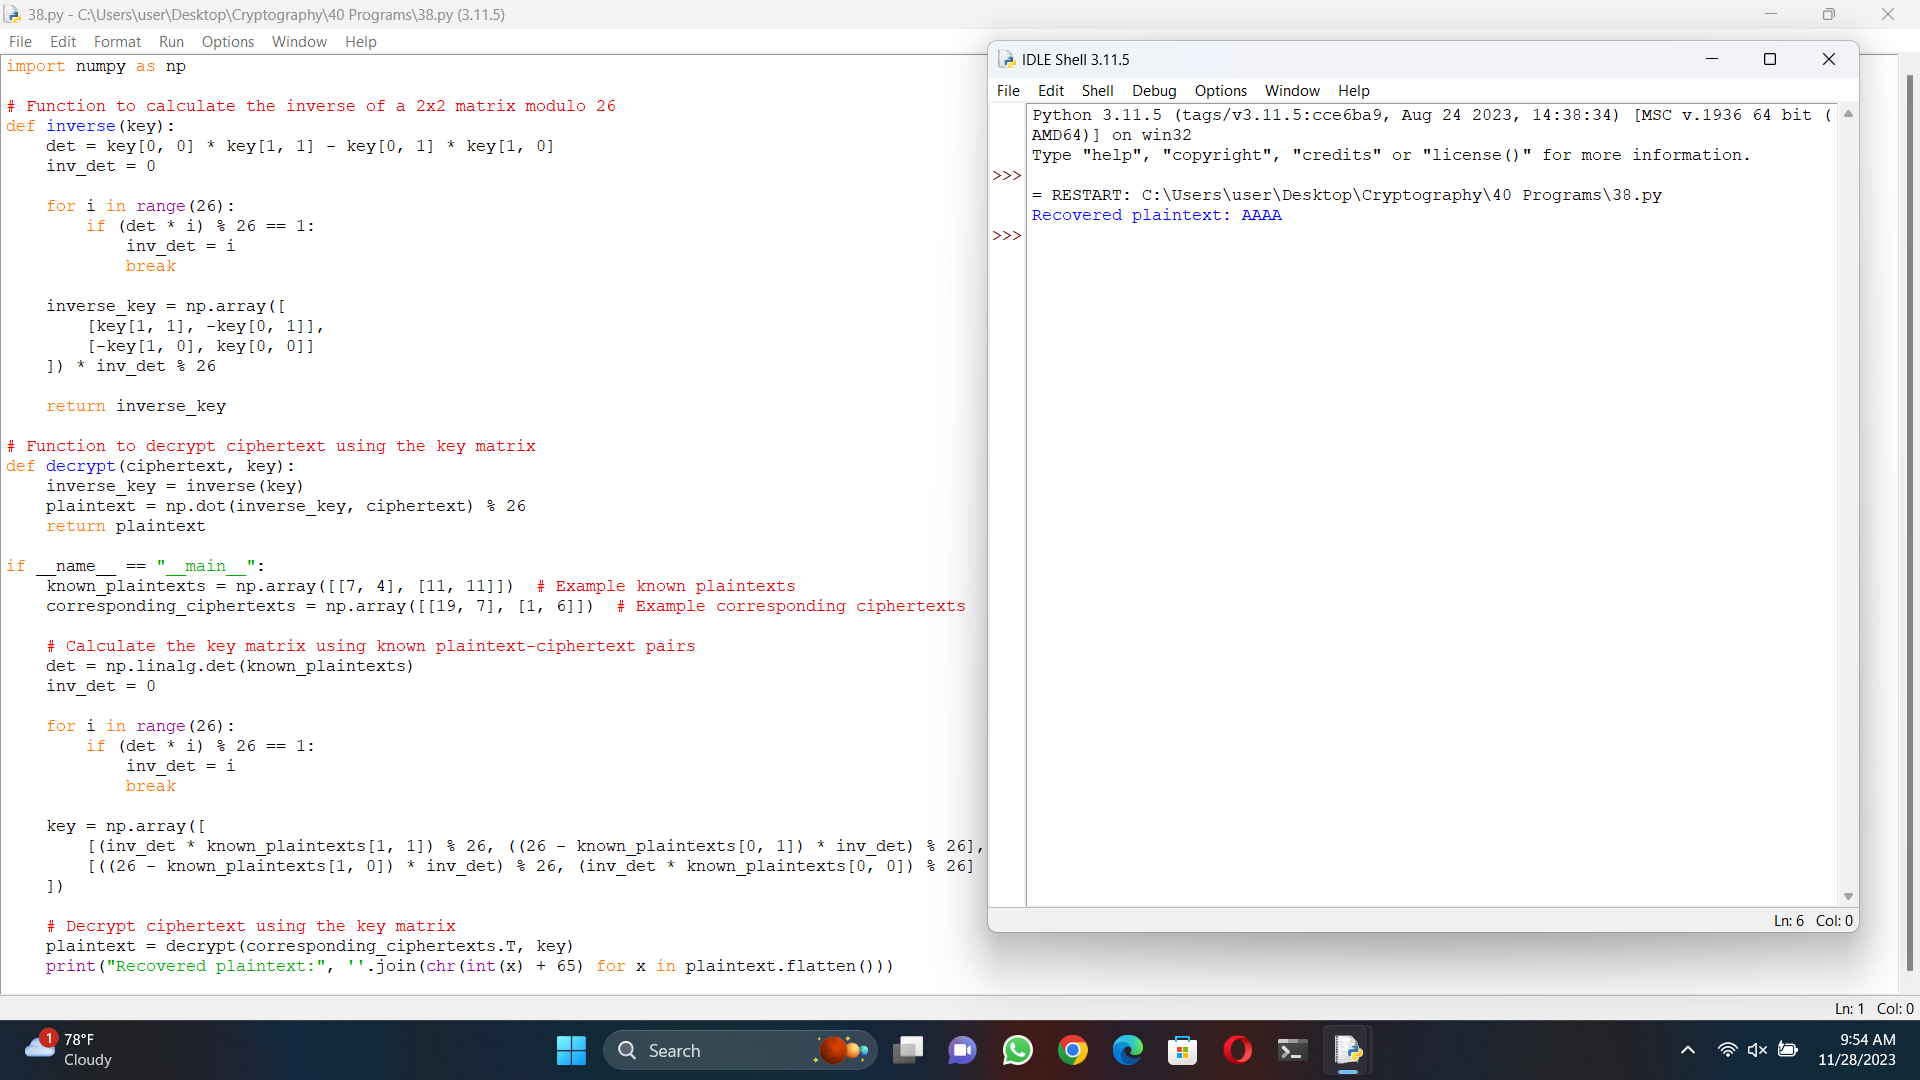 38.py - C:\Users\user\Desktop\Cryptography\40 Programs\38.py (3.11.5)
File Edit Format Run Options Window Help
import numpy as np
# Function to calculate the inverse of a 2x2 matrix modulo 26
def inverse(key):
    det = key[0, 0] * key[1, 1] - key[0, 1] * key[1, 0]
    inv_det = 0
    for i in range(26):
        if (det * i) % 26 == 1:
            inv_det = i
            break
    inverse_key = np.array([
        [key[1, 1], -key[0, 1]],
        [-key[1, 0], key[0, 0]]
    ]) * inv_det % 26
    return inverse_key
# Function to decrypt ciphertext using the key matrix
def decrypt(ciphertext, key):
    inverse_key = inverse(key)
    plaintext = np.dot(inverse_key, ciphertext) % 26
    return plaintext
if __name__ == "__main__":
    known_plaintexts = np.array([[7, 4], [11, 11]])  # Example known plaintexts
    corresponding_ciphertexts = np.array([[19, 7], [1, 6]])  # Example corresponding ciphertexts
    # Calculate the key matrix using known plaintext-ciphertext pairs
    det = np.linalg.det(known_plaintexts)
    inv_det = 0
    for i in range(26):
        if (det * i) % 26 == 1:
            inv_det = i
            break
    key = np.array([
        [(inv_det * known_plaintexts[1, 1]) % 26, ((26 - known_plaintexts[0, 1]) * inv_det) % 26],
        [((26 - known_plaintexts[1, 0]) * inv_det) % 26, (inv_det * known_plaintexts[0, 0]) % 26]
    ])
    # Decrypt ciphertext using the key matrix
    plaintext = decrypt(corresponding_ciphertexts.T, key)
    print("Recovered plaintext:", ''.join(chr(int(x) + 65) for x in plaintext.flatten()))
Ln: 1 Col: 0
IDLE Shell 3.11.5
File Edit Shell Debug Options Window Help
Python 3.11.5 (tags/v3.11.5:cce6ba9, Aug 24 2023, 14:38:34) [MSC v.1936 64 bit (
AMD64)] on win32
Type "help", "copyright", "credits" or "license()" for more information.
>>>
= RESTART: C:\Users\user\Desktop\Cryptography\40 Programs\38.py
Recovered plaintext: AAAA
>>>
Ln: 6 Col: 0
1
78°F
Cloudy
Search
9:54 AM
11/28/2023